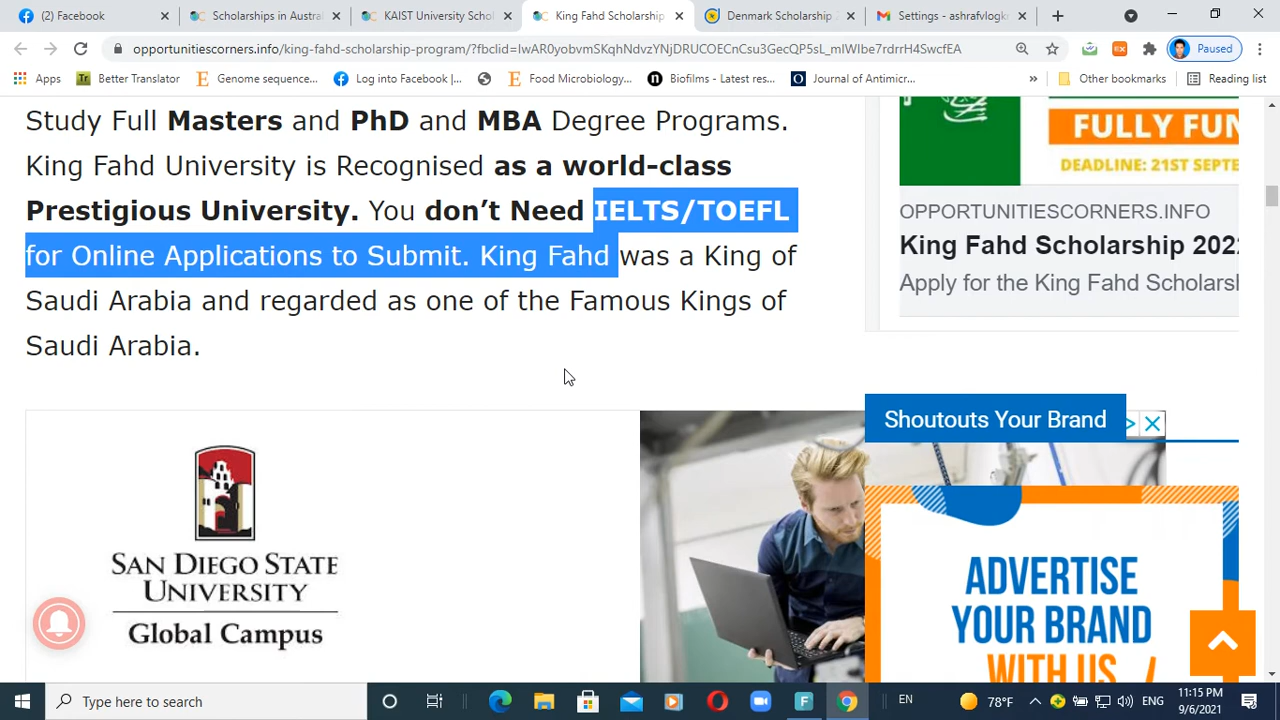 (2) Facebook
Scholarships in Austral
KAIST University Scho
King Fahd Scholarship
Denmark Scholarship 2
Settings - ashrafvlogkr
opportunitiescorners.info/king-fahd-scholarship-program/?fbclid=IwAR0yobvmSKqhNdvzYNjDRUCOECnCsu3GecQP5sL_mlWIbe7rdrrH4SwcfEA
Paused
Apps
Better Translator
Genome sequence...
Log into Facebook |...
Food Microbiology...
Biofilms - Latest res...
Journal of Antimicr...
»
Other bookmarks
Reading list
Study Full Masters and PhD and MBA Degree Programs.
King Fahd University is Recognised as a world-class
Prestigious University. You don’t Need IELTS/TOEFL
for Online Applications to Submit. King Fahd was a King of
Saudi Arabia and regarded as one of the Famous Kings of
Saudi Arabia.
FULLY FUN
DEADLINE: 21ST SEPTE
OPPORTUNITIESCORNERS.INFO
King Fahd Scholarship 2022
Apply for the King Fahd Scholarsh
Shoutouts Your Brand
SAN DIEGO STATE
UNIVERSITY
Global Campus
ADVERTISE
YOUR BRAND
WITH US
Type here to search
EN
78°F
ENG
11:15 PM
9/6/2021